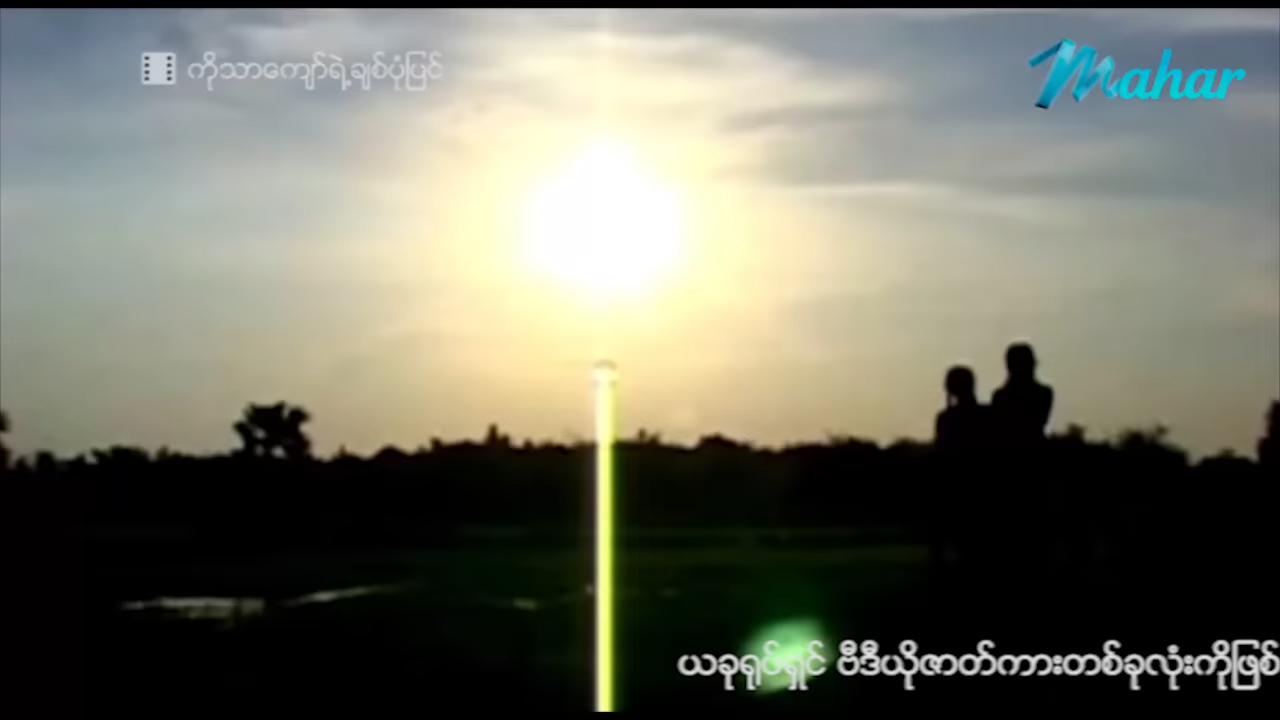 ကိုသာကျော်ရဲ့ချစ်ပုံပြင်
Mahar
ယခုရုပ်ရှင် ဗီဒီယိုဇာတ်ကားတစ်ခုလုံးကိုဖြစ်